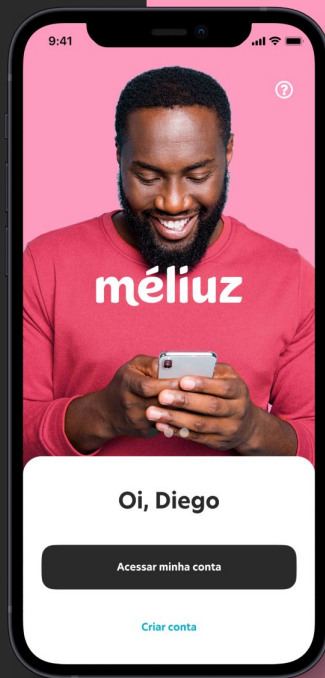 9:41
?
méliuz
Oi, Diego
Acessar minha conta
Criar conta